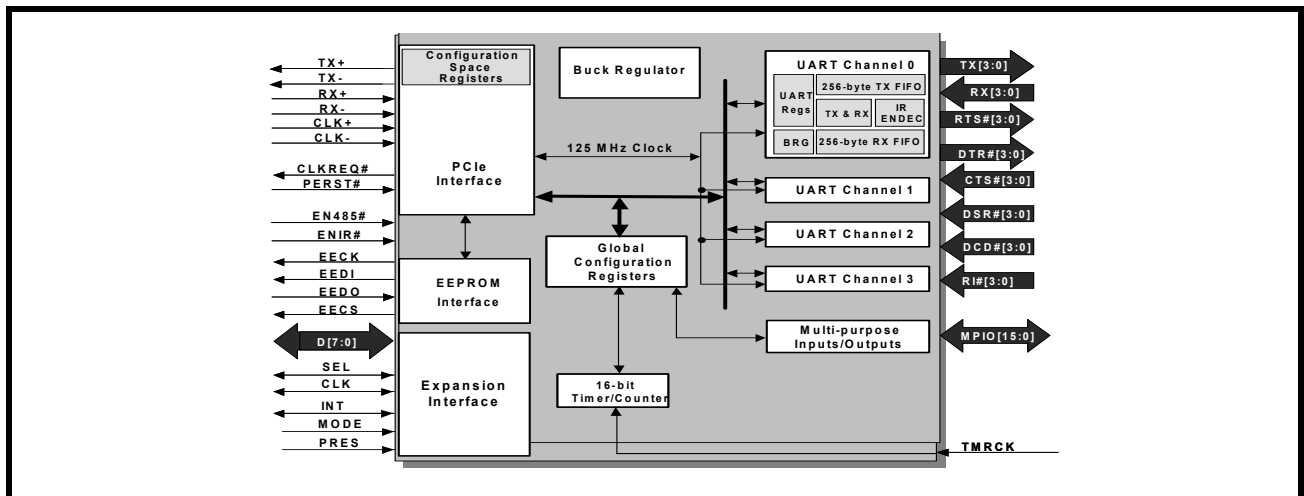 TX+
TX-
RX+
RX-
CLK+
CLK-
CLKREQ#
PERST#
EN485#
ENIR#
EECK
EEDI
EEDO
EECS
D[7:0]
SEL
CLK
INT
MODE
PRES
Configuration
Space
Registers
PCIe
Interface
EEPROM
Interface
Expansion
Interface
Buck Regulator
125 MHz Clock
Global
Configuration
Registers
16-bit
Timer/Counter
UART Channel 0
UART
Regs
256-byte TX FIFO
TX & RX
IR
ENDEC
BRG
256-byte RX FIFO
UART Channel 1
UART Channel 2
UART Channel 3
Multi-purpose
Inputs/Outputs
TX[3:0]
RX[3:0]
RTS#[3:0]
DTR#[3:0]
CTS#[3:0]
DSR#[3:0]
DCD#[3:0]
RI#[3:0]
MPIO[15:0]
TMRCK